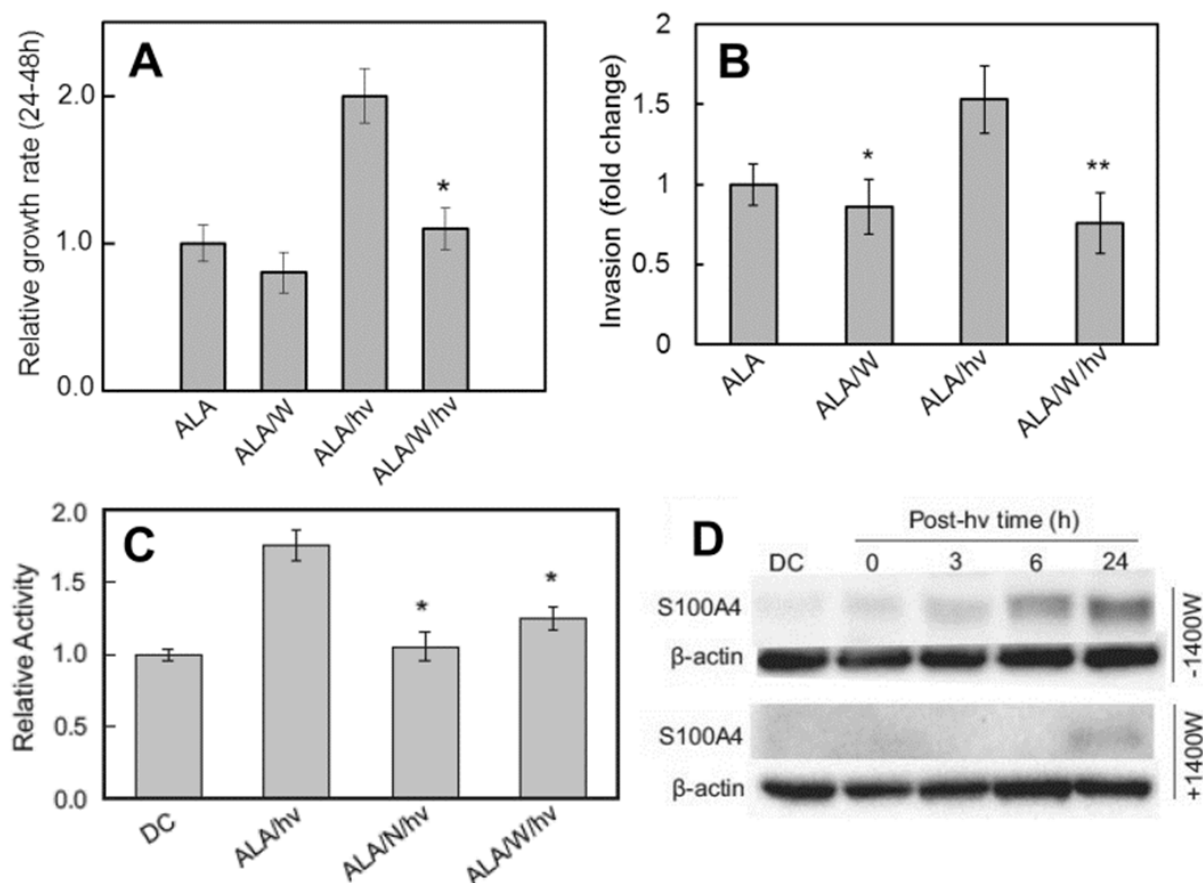 A
Relative growth rate (24-48h)
2.0
1.0
0.0
*
ALA
ALA/W
ALA/hv
ALA/W/hv
B
Invasion (fold change)
2
1.5
1
0.5
0
*
**
ALA
ALA/W
ALA/hv
ALA/W/hv
C
Relative Activity
2.0
1.5
1.0
0.5
0.0
*
*
DC
ALA/hv
ALA/N/hv
ALA/W/hv
D
Post-hv time (h)
DC 0 3 6 24
S100A4
β-actin
-1400W
S100A4
β-actin
+1400W